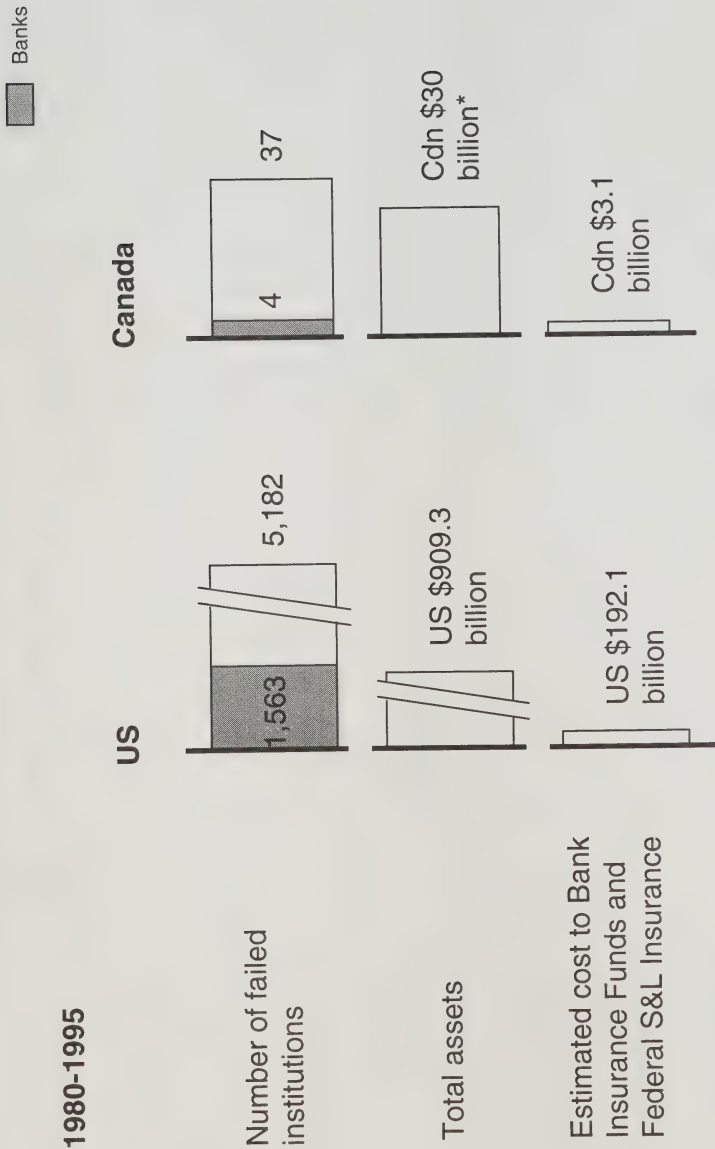 Banks
1980-1995
US
Canada
Number of failed
institutions
1,563
5,182
4
37
Total assets
US $909.3
billion
Cdn $30
billion*
Estimated cost to Bank
Insurance Funds and
Federal S&L Insurance
US $192.1
billion
Cdn $3.1
billion